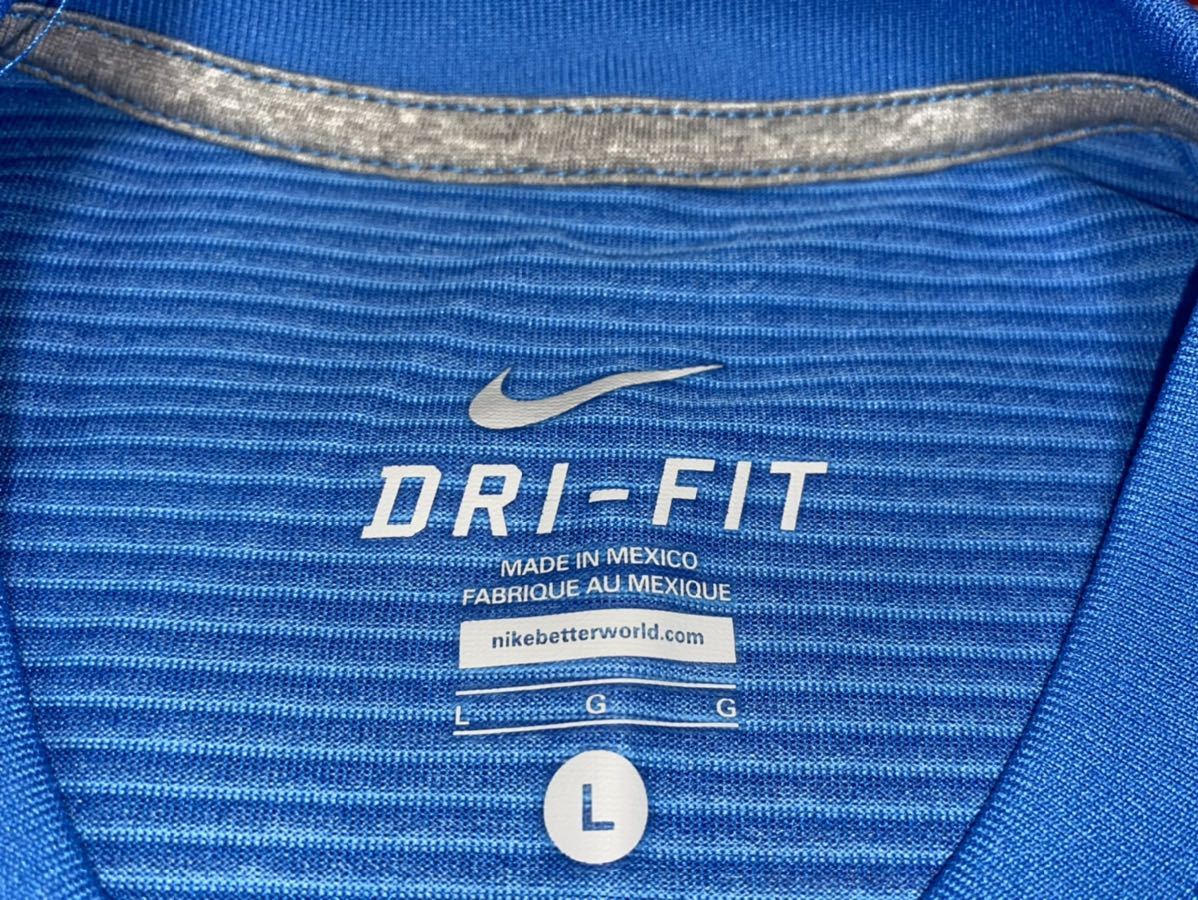 DRI-FIT
MADE IN MEXICO
FABRIQUE AU MEXIQUE
nikebetterworld.com
L G G
L